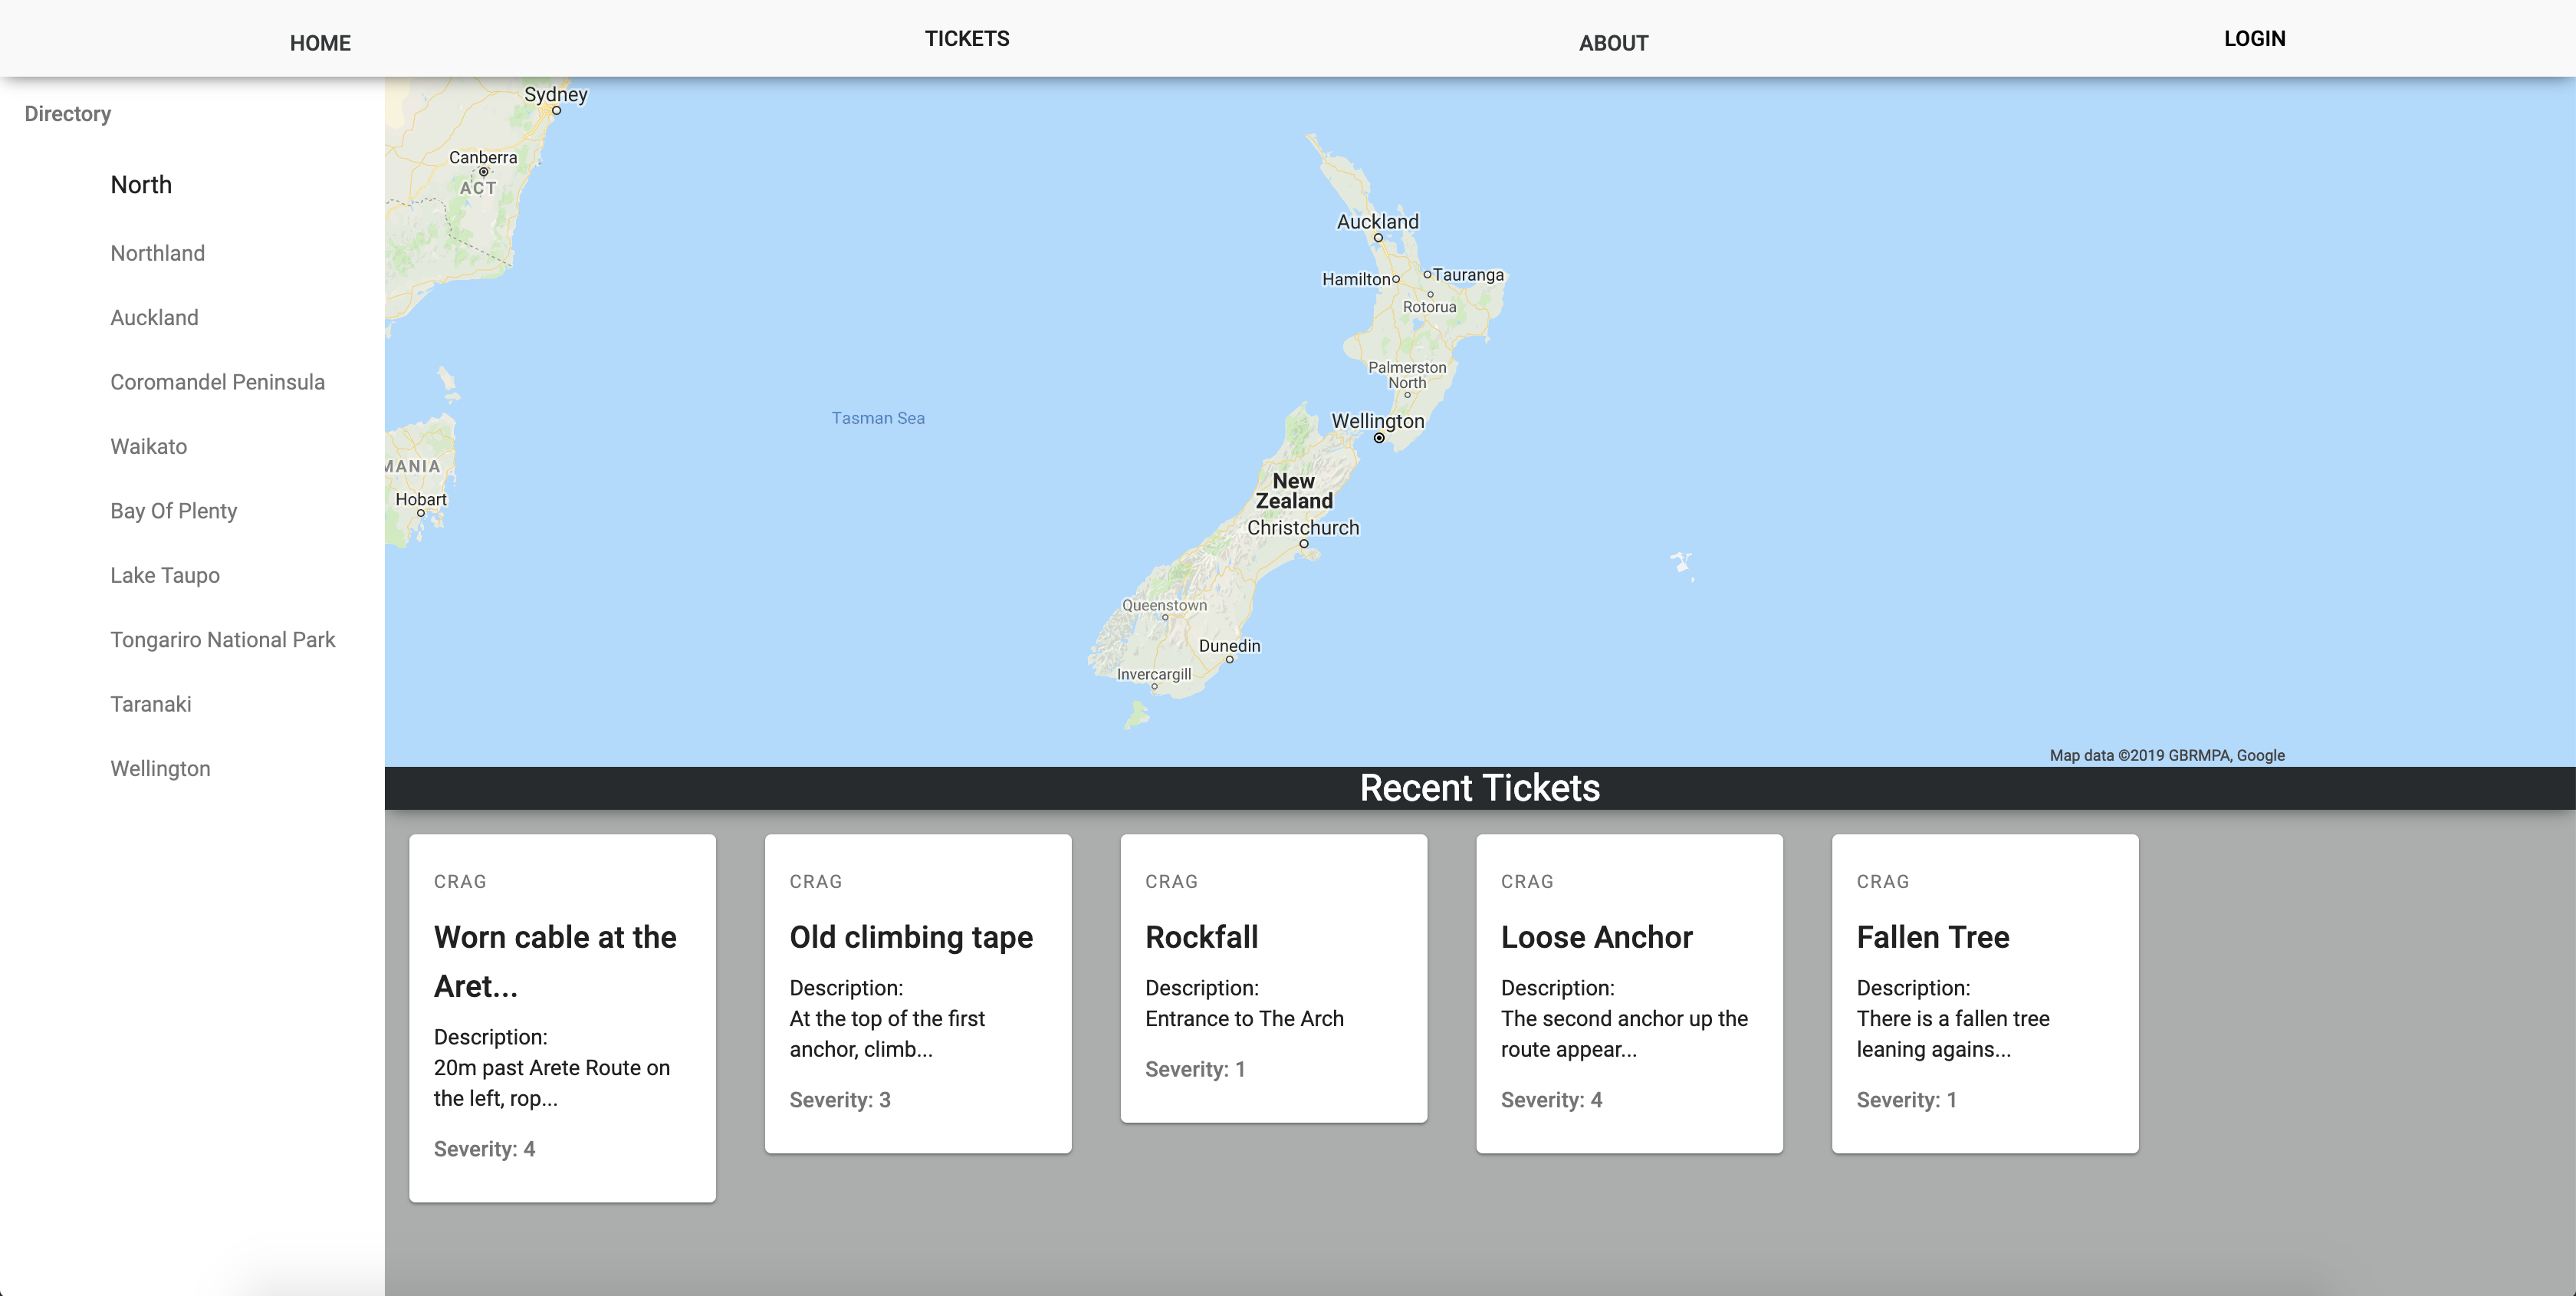 HOME
TICKETS
ABOUT
LOGIN
Directory
North
Northland
Auckland
Coromandel Peninsula
Waikato
Bay Of Plenty
Lake Taupo
Tongariro National Park
Taranaki
Wellington
Sydney
Canberra
ACT
MANIA
Hobart
Tasman Sea
Auckland
Hamilton
Tauranga
Rotorua
Palmerston
North
Wellington
New
Zealand
Christchurch
Queenstown
Dunedin
Invercargill
Map data ©2019 GBRMPA, Google
Recent Tickets
CRAG
Worn cable at the
Aret...
Description:
20m past Arete Route on
the left, rop...
Severity: 4
CRAG
Old climbing tape
Description:
At the top of the first
anchor, climb...
Severity: 3
CRAG
Rockfall
Description:
Entrance to The Arch
Severity: 1
CRAG
Loose Anchor
Description:
The second anchor up the
route appear...
Severity: 4
CRAG
Fallen Tree
Description:
There is a fallen tree
leaning agains...
Severity: 1